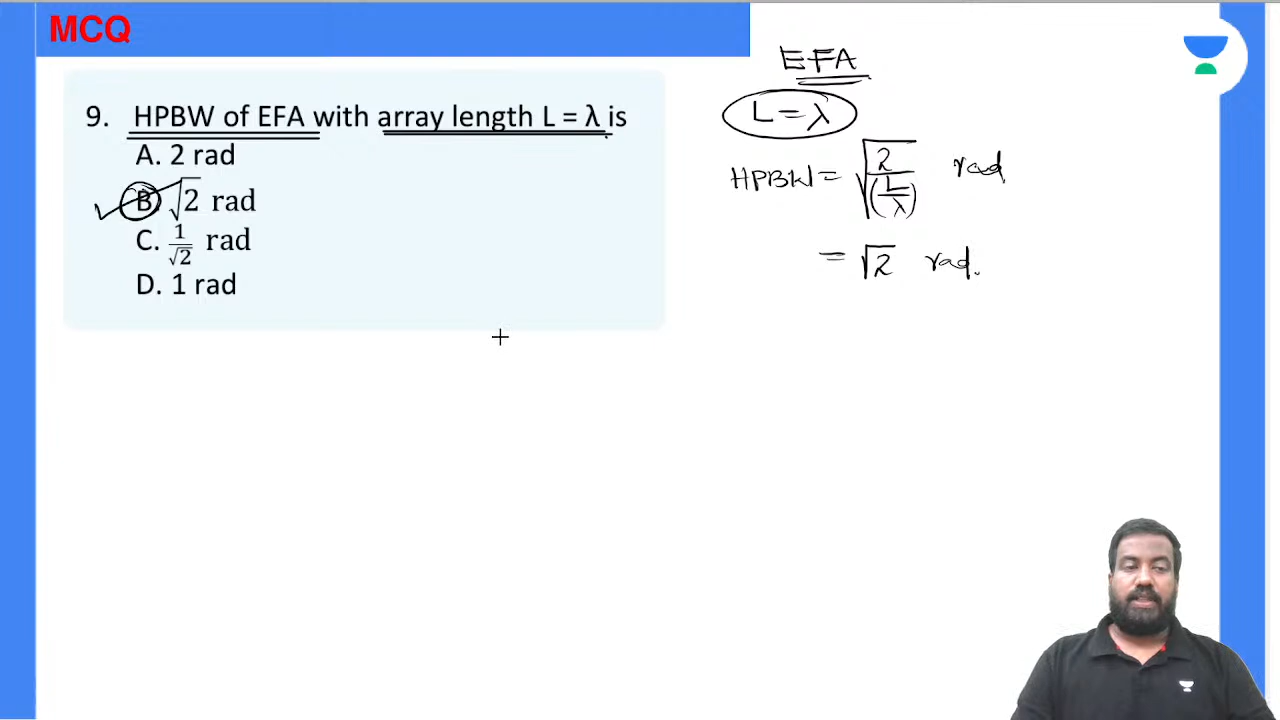 MCQ
9. HPBW of EFA with array length L = λ is
A. 2 rad
B. √2 rad
C. 1/√2 rad
D. 1 rad
EFA
L = λ
HPBW = √(2/(L/λ)) rad
= √2 rad.